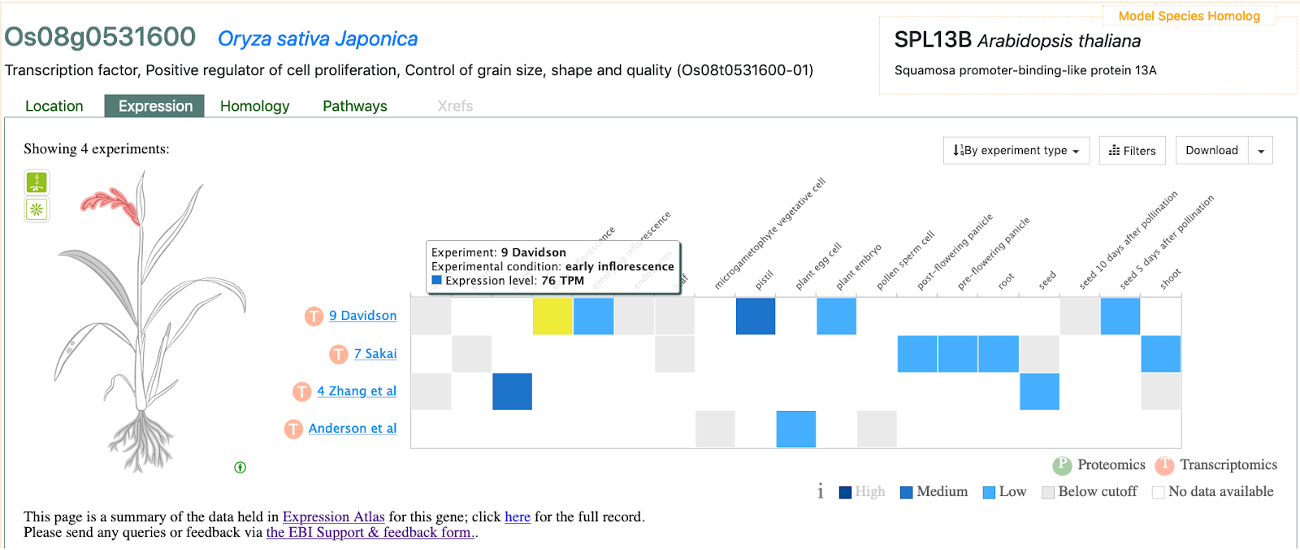 Model Species Homolog
Os08g0531600 Oryza sativa Japonica
SPL13B Arabidopsis thaliana
Transcription factor, Positive regulator of cell proliferation, Control of grain size, shape and quality (Os08t0531600-01)
Squamosa promoter-binding-like protein 13A
Location Expression Homology Pathways Xrefs
Showing 4 experiments:
By experiment type
Filters
Download
microgametophyte vegetative cell
pistil
plant egg cell
plant embryo
pollen sperm cell
post-flowering panicle
pre-flowering panicle
root
seed
seed 10 days after pollination
seed 5 days after pollination
shoot
Experiment: 9 Davidson
Experimental condition: early inflorescence
Expression level: 76 TPM
T 9 Davidson
T 7 Sakai
T 4 Zhang et al
T Anderson et al
P Proteomics T Transcriptomics
i High Medium Low Below cutoff No data available
This page is a summary of the data held in Expression Atlas for this gene; click here for the full record.
Please send any queries or feedback via the EBI Support & feedback form..